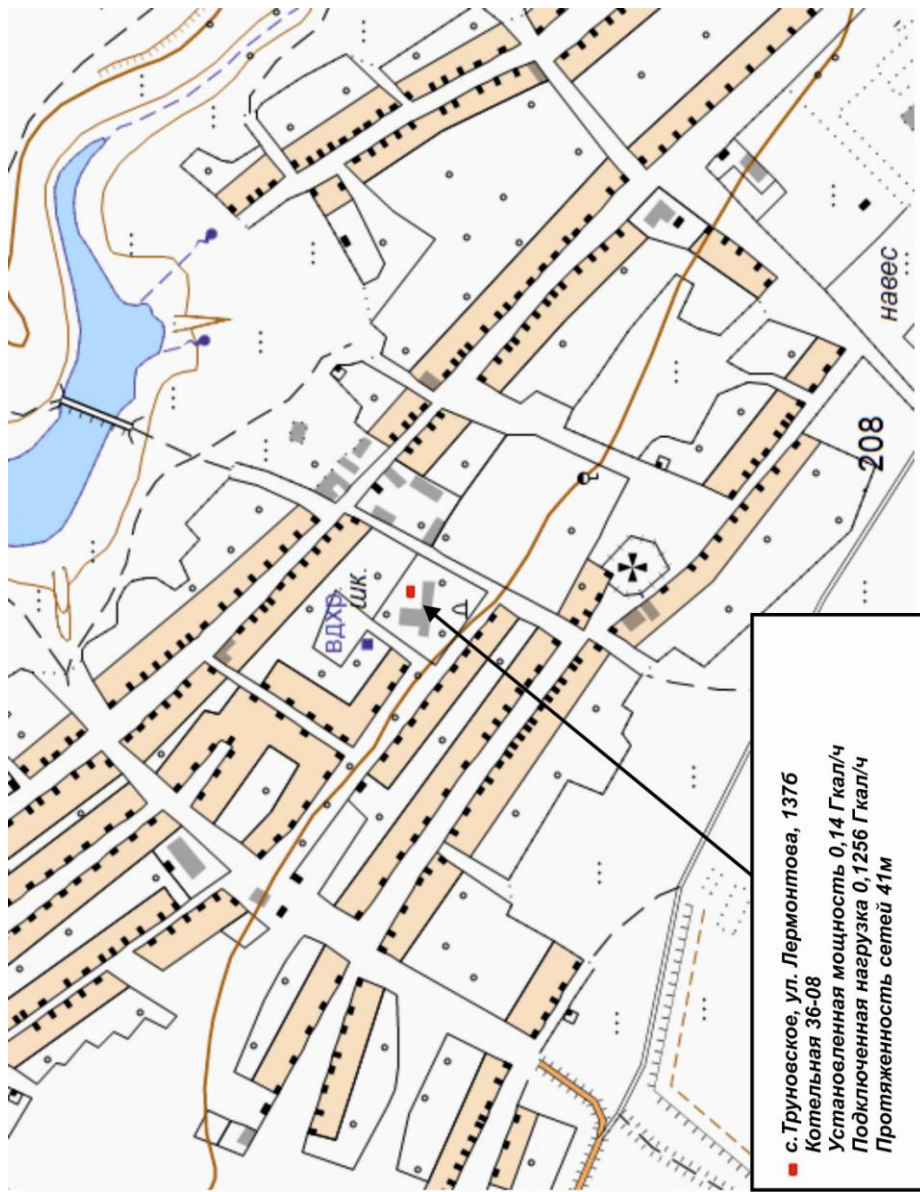 ВДХР.
шк.
навес
208
с.Труновское, ул. Лермонтова, 137б
Котельная 36-08
Установленная мощность 0,14 Гкал/ч
Подключенная нагрузка 0,1256 Гкал/ч
Протяженность сетей 41м